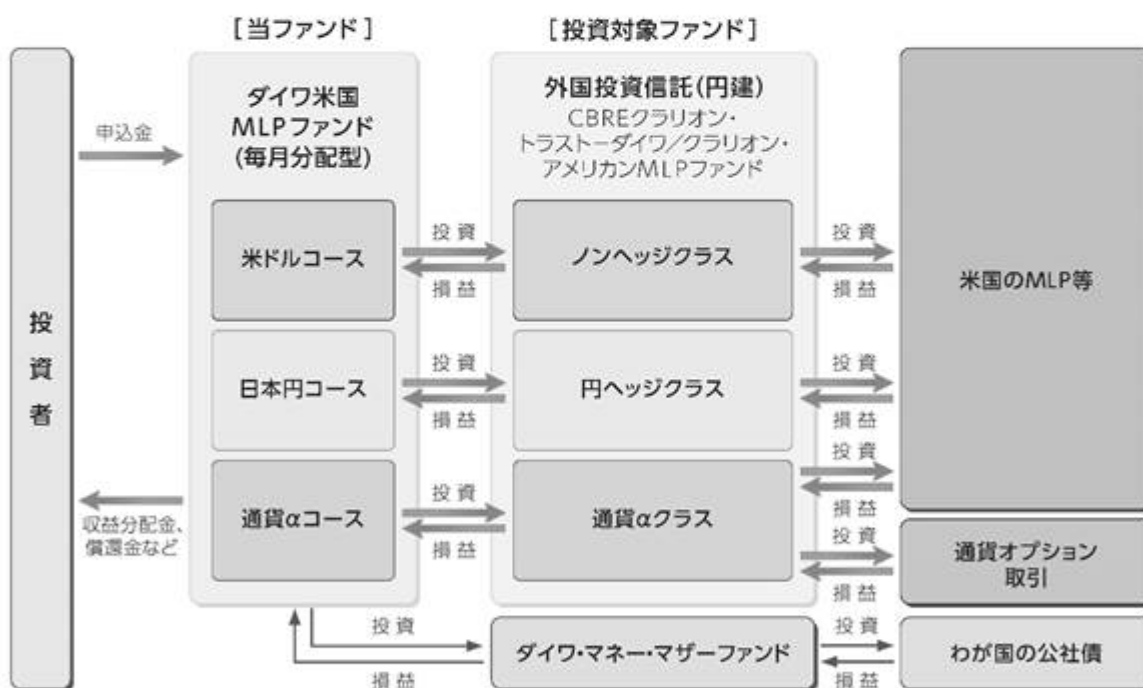 [当ファンド]
[投資対象ファンド]
投資者
申込金
収益分配金、
償還金など
ダイワ米国
MLPファンド
(毎月分配型)
外国投資信託(円建)
CBREクラリオン・
トラスト－ダイワ/クラリオン・
アメリカンMLPファンド
米ドルコース
投資
損益
ノンヘッジクラス
投資
損益
米国のMLP等
日本円コース
投資
損益
円ヘッジクラス
投資
損益
通貨αコース
投資
損益
通貨αクラス
投資
損益
投資
損益
通貨オプション
取引
投資
損益
ダイワ・マネー・マザーファンド
投資
損益
わが国の公社債